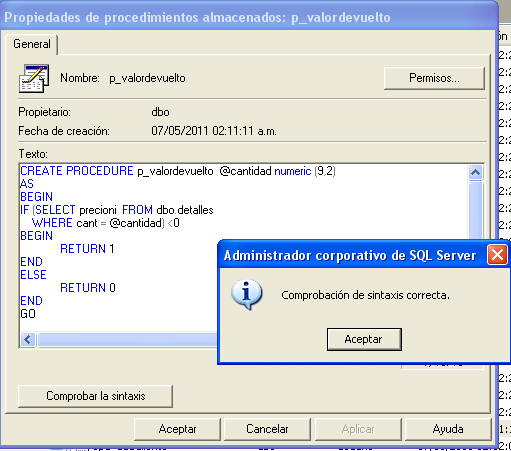 Propiedades de procedimientos almacenados: p_valordevuelto
General
Nombre: p_valordevuelto
Permisos...
Propietario: dbo
Fecha de creación: 07/05/2011 02:11:11 a.m.
Texto:
CREATE PROCEDURE p_valordevuelto @cantidad numeric (9,2)
AS
BEGIN
IF (SELECT precioni FROM dbo.detalles
WHERE cant = @cantidad) <0
BEGIN
RETURN 1
END
ELSE
RETURN 0
END
GO
Administrador corporativo de SQL Server
Comprobación de sintaxis correcta.
Aceptar
Comprobar la sintaxis
Aceptar
Cancelar
Aplicar
Ayuda